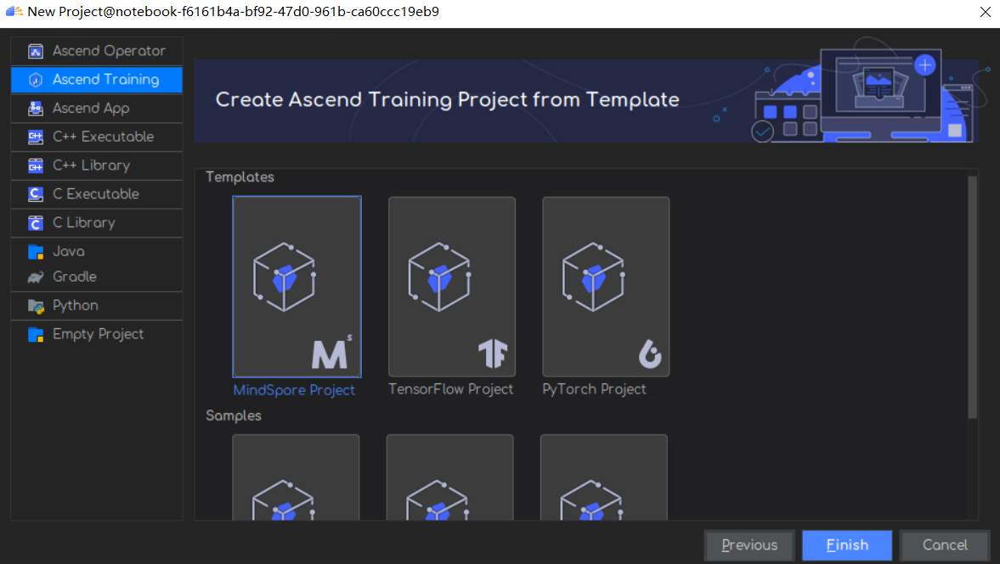 New Project@notebook-f6161b4a-bf92-47d0-961b-ca60ccc19eb9
Ascend Operator
Ascend Training
Ascend App
C++ Executable
C++ Library
C Executable
C Library
Java
Gradle
Python
Empty Project
Create Ascend Training Project from Template
Templates
MindSpore Project
TensorFlow Project
PyTorch Project
Samples
Previous
Finish
Cancel